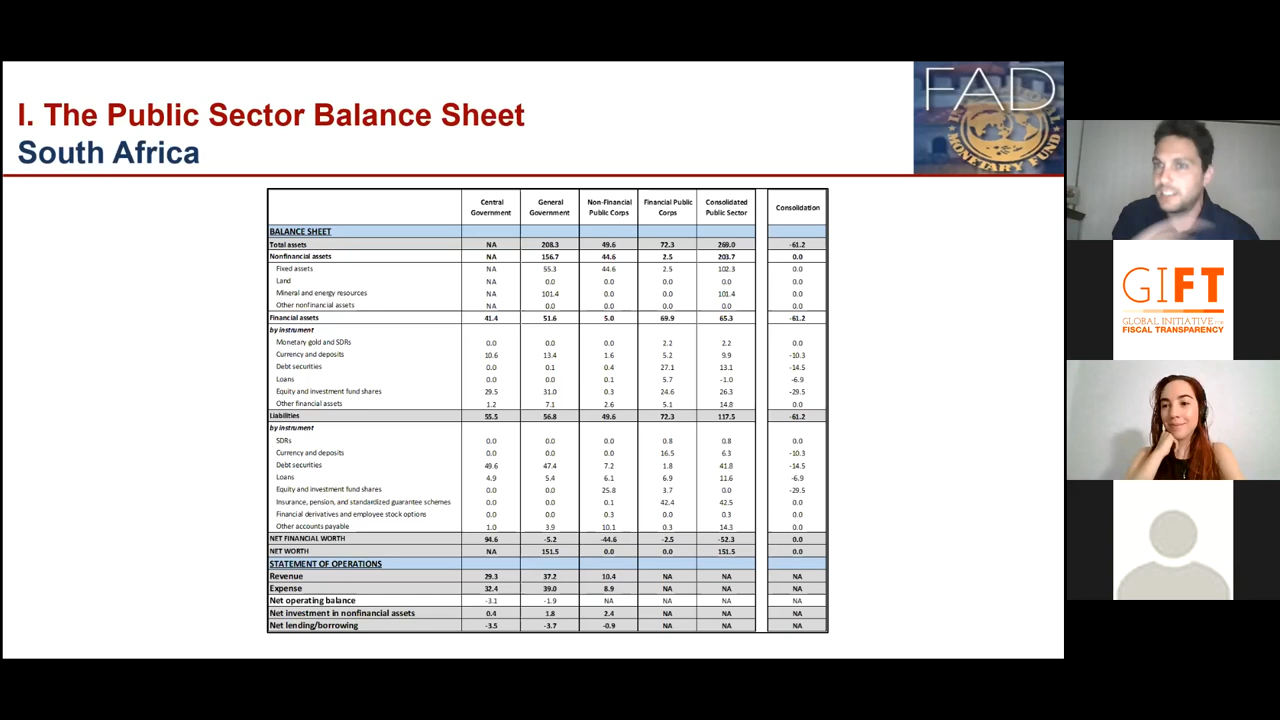 I. The Public Sector Balance Sheet
South Africa
FAD
MONETARY FUND
Central Government General Government Non-Financial Public Corps Financial Public Corps Consolidated Public Sector Consolidation
BALANCE SHEET
Total assets NA 208.3 49.6 72.3 269.0 -61.2
Nonfinancial assets NA 156.7 44.6 2.5 203.7 0.0
Fixed assets NA 55.3 44.6 2.5 102.3 0.0
Land NA 0.0 0.0 0.0 0.0 0.0
Mineral and energy resources NA 101.4 0.0 0.0 101.4 0.0
Other nonfinancial assets NA 0.0 0.0 0.0 0.0 0.0
Financial assets 41.4 51.6 5.0 69.9 65.3 -61.2
by instrument
Monetary gold and SDRs 0.0 0.0 0.0 2.2 2.2 0.0
Currency and deposits 10.6 13.4 1.6 5.2 9.9 -10.3
Debt securities 0.0 0.1 0.4 27.1 13.1 -14.5
Loans 0.0 0.0 0.1 5.7 -1.0 -6.9
Equity and investment fund shares 29.5 31.0 0.3 24.6 26.3 -29.5
Other financial assets 1.2 7.1 2.6 5.1 14.8 0.0
Liabilities 55.5 56.8 49.6 72.3 117.5 -61.2
by instrument
SDRs 0.0 0.0 0.0 0.8 0.8 0.0
Currency and deposits 0.0 0.0 0.0 16.5 6.3 -10.3
Debt securities 49.6 47.4 7.2 1.8 41.8 -14.5
Loans 4.9 5.4 6.1 6.9 11.6 -6.9
Equity and investment fund shares 0.0 0.0 25.8 3.7 0.0 -29.5
Insurance, pension, and standardized guarantee schemes 0.0 0.0 0.1 42.4 42.5 0.0
Financial derivatives and employee stock options 0.0 0.0 0.3 0.0 0.3 0.0
Other accounts payable 1.0 3.9 10.1 0.3 14.3 0.0
NET FINANCIAL WORTH 94.6 -5.2 -44.6 -2.5 -52.3 0.0
NET WORTH NA 151.5 0.0 0.0 151.5 0.0
STATEMENT OF OPERATIONS
Revenue 29.3 37.2 10.4 NA NA NA
Expense 32.4 39.0 8.9 NA NA NA
Net operating balance -3.1 -1.9 NA NA NA NA
Net investment in nonfinancial assets 0.4 1.8 2.4 NA NA NA
Net lending/borrowing -3.5 -3.7 -0.9 NA NA NA
GIFT
GLOBAL INITIATIVE FOR
FISCAL TRANSPARENCY